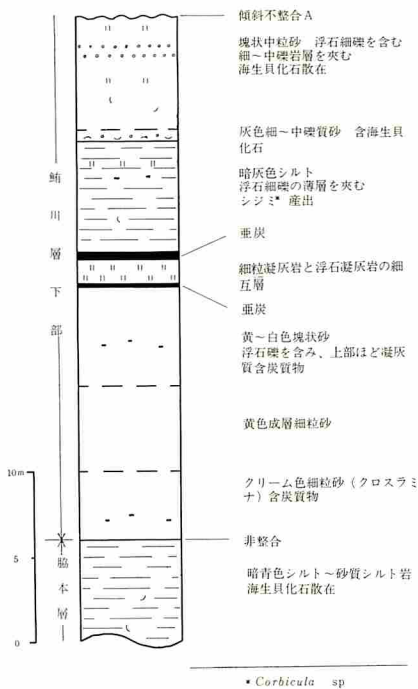 傾斜不整合A
塊状中粒砂 浮石細礫を含む
細～中礫岩層を夾む
海生貝化石散在
灰色細～中礫質砂 含海生貝
化石
暗灰色シルト
浮石細礫の薄層を夾む
シジミ* 産出
亜炭
細粒凝灰岩と浮石凝灰岩の細
互層
亜炭
黄～白色塊状砂
浮石礫を含み、上部ほど凝灰
質含炭質物
黄色成層細粒砂
クリーム色細粒砂（クロスラミ
ナ）含炭質物
非整合
暗青色シルト～砂質シルト岩
海生貝化石散在
鮪川層下部
脇本層
10m
5
0
* Corbicula sp